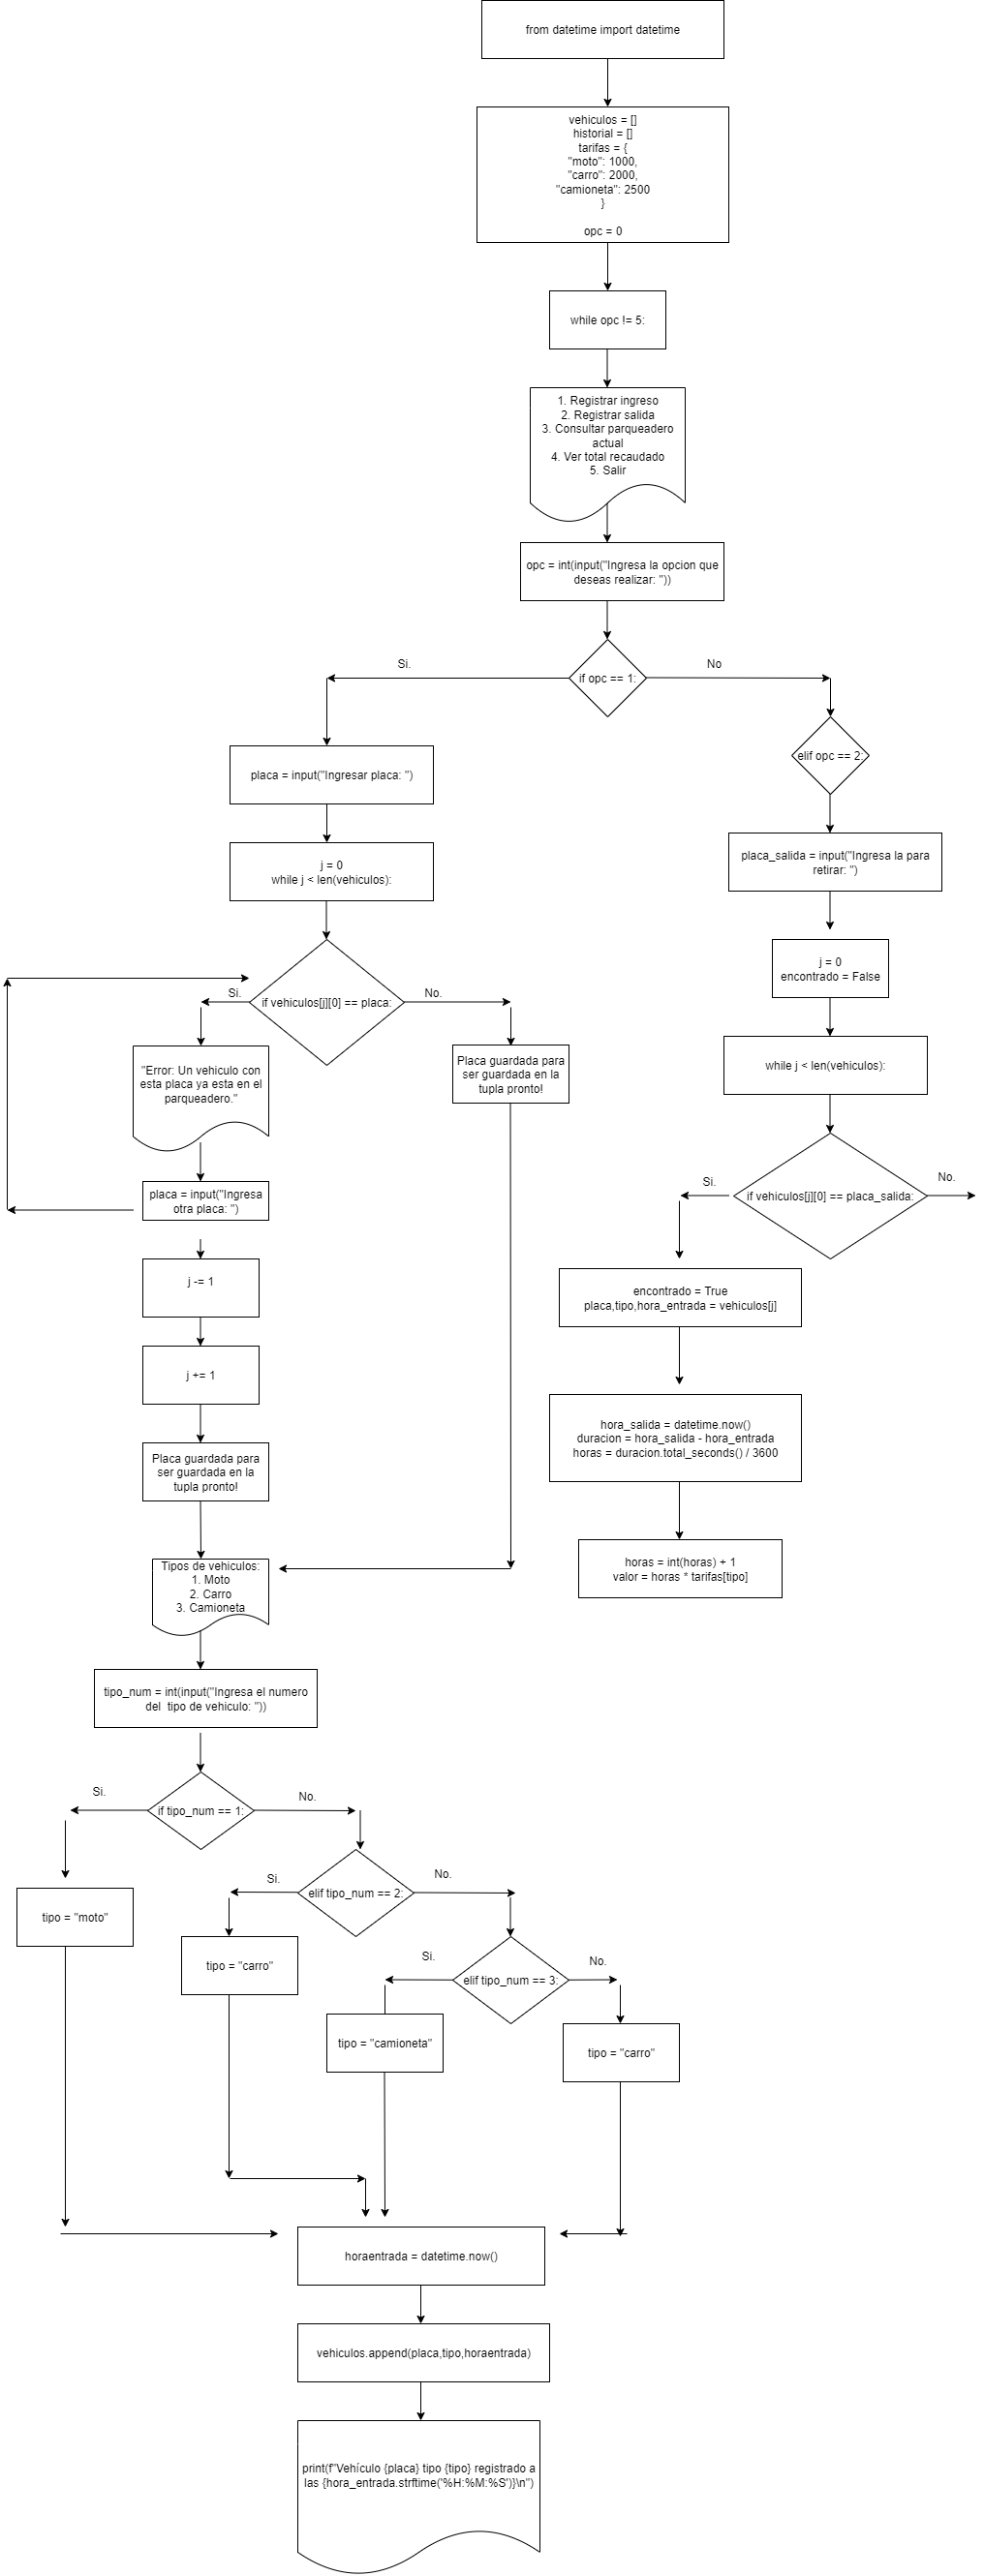 from datetime import datetime
vehiculos = []
historial = []
tarifas = {
"moto": 1000,
"carro": 2000,
"camioneta": 2500
}
opc = 0
while opc != 5:
1. Registrar ingreso
2. Registrar salida
3. Consultar parqueadero
actual
4. Ver total recaudado
5. Salir
opc = int(input("Ingresa la opcion que
deseas realizar: "))
if opc == 1:
Si.
No
placa = input("Ingresar placa: ")
j = 0
while j < len(vehiculos):
if vehiculos[j][0] == placa:
Si.
No.
"Error: Un vehiculo con
esta placa ya esta en el
parqueadero."
Placa guardada para
ser guardada en la
tupla pronto!
placa = input("Ingresa
otra placa: ")
j -= 1
j += 1
Placa guardada para
ser guardada en la
tupla pronto!
Tipos de vehiculos:
1. Moto
2. Carro
3. Camioneta
tipo_num = int(input("Ingresa el numero
del  tipo de vehiculo: "))
if tipo_num == 1:
Si.
No.
tipo = "moto"
elif tipo_num == 2:
Si.
No.
tipo = "carro"
elif tipo_num == 3:
Si.
No.
tipo = "camioneta"
tipo = "carro"
horaentrada = datetime.now()
vehiculos.append(placa,tipo,horaentrada)
print(f"Vehículo {placa} tipo {tipo} registrado a
las {hora_entrada.strftime('%H:%M:%S')}\n")
elif opc == 2:
placa_salida = input("Ingresa la para
retirar: ")
j = 0
encontrado = False
while j < len(vehiculos):
if vehiculos[j][0] == placa_salida:
Si.
No.
encontrado = True
placa,tipo,hora_entrada = vehiculos[j]
hora_salida = datetime.now()
duracion = hora_salida - hora_entrada
horas = duracion.total_seconds() / 3600
horas = int(horas) + 1
valor = horas * tarifas[tipo]